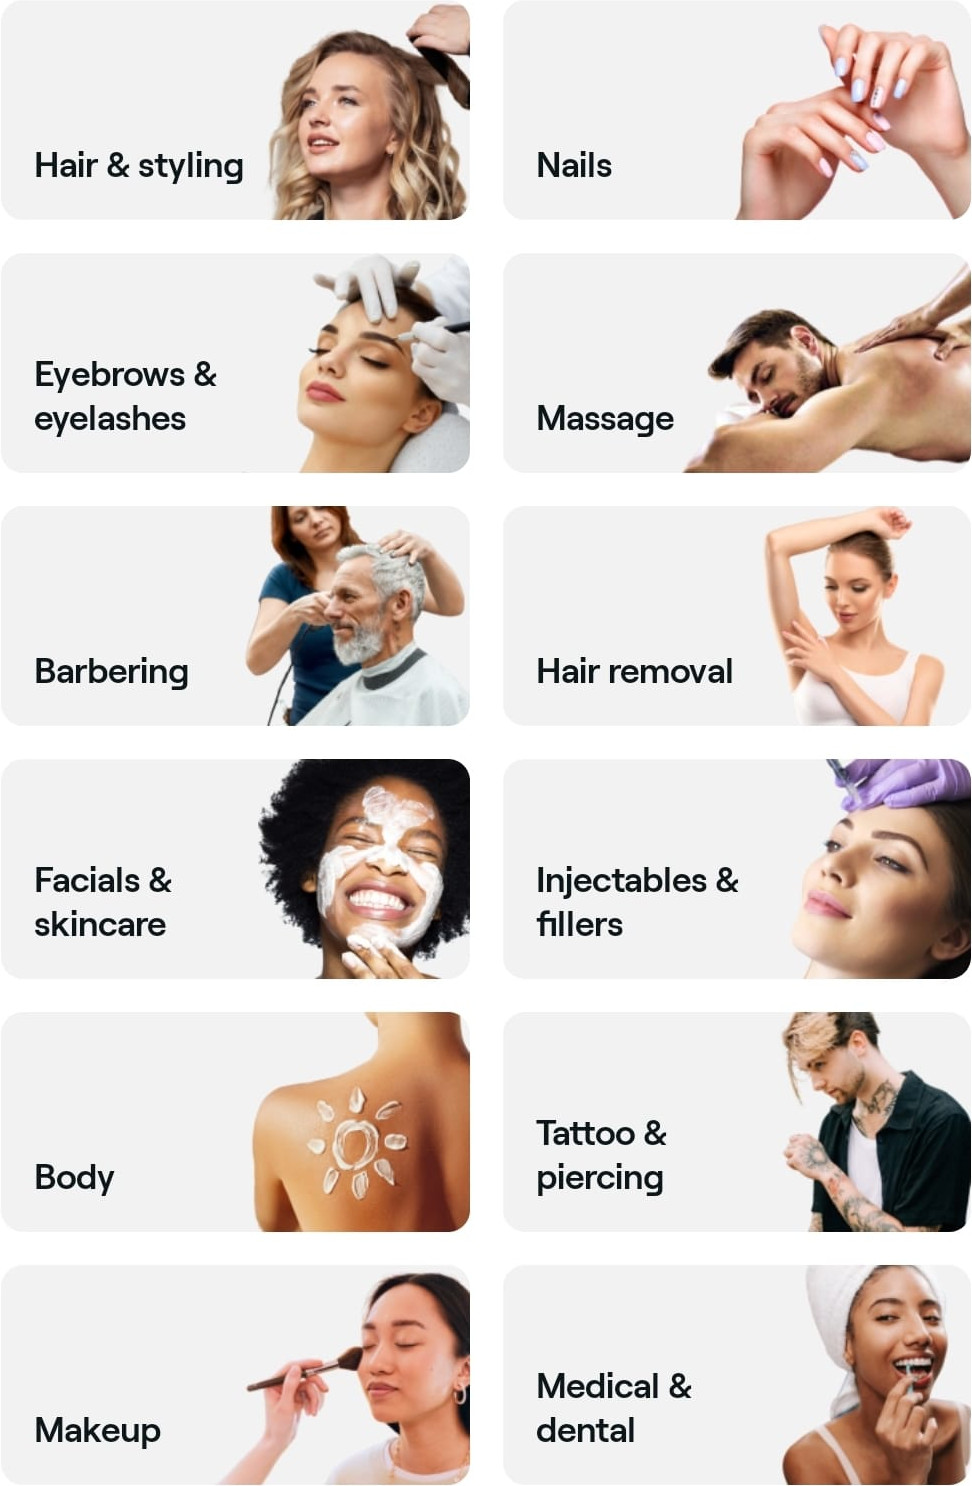 Hair & styling
Nails
Eyebrows &
eyelashes
Massage
Barbering
Hair removal
Facials &
skincare
Injectables &
fillers
Body
Tattoo &
piercing
Makeup
Medical &
dental